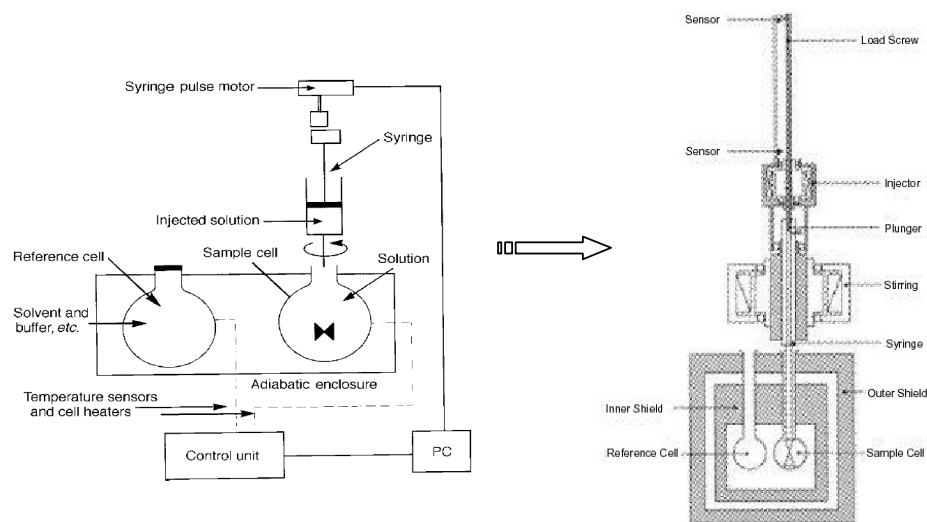 Syringe pulse motor
Syringe
Injected solution
Reference cell
Sample cell
Solution
Solvent and
buffer, etc.
Adiabatic enclosure
Temperature sensors
and cell heaters
Control unit
PC
Sensor
Load Screw
Sensor
Injector
Plunger
Stirring
Syringe
Outer Shield
Inner Shield
Reference Cell
Sample Cell